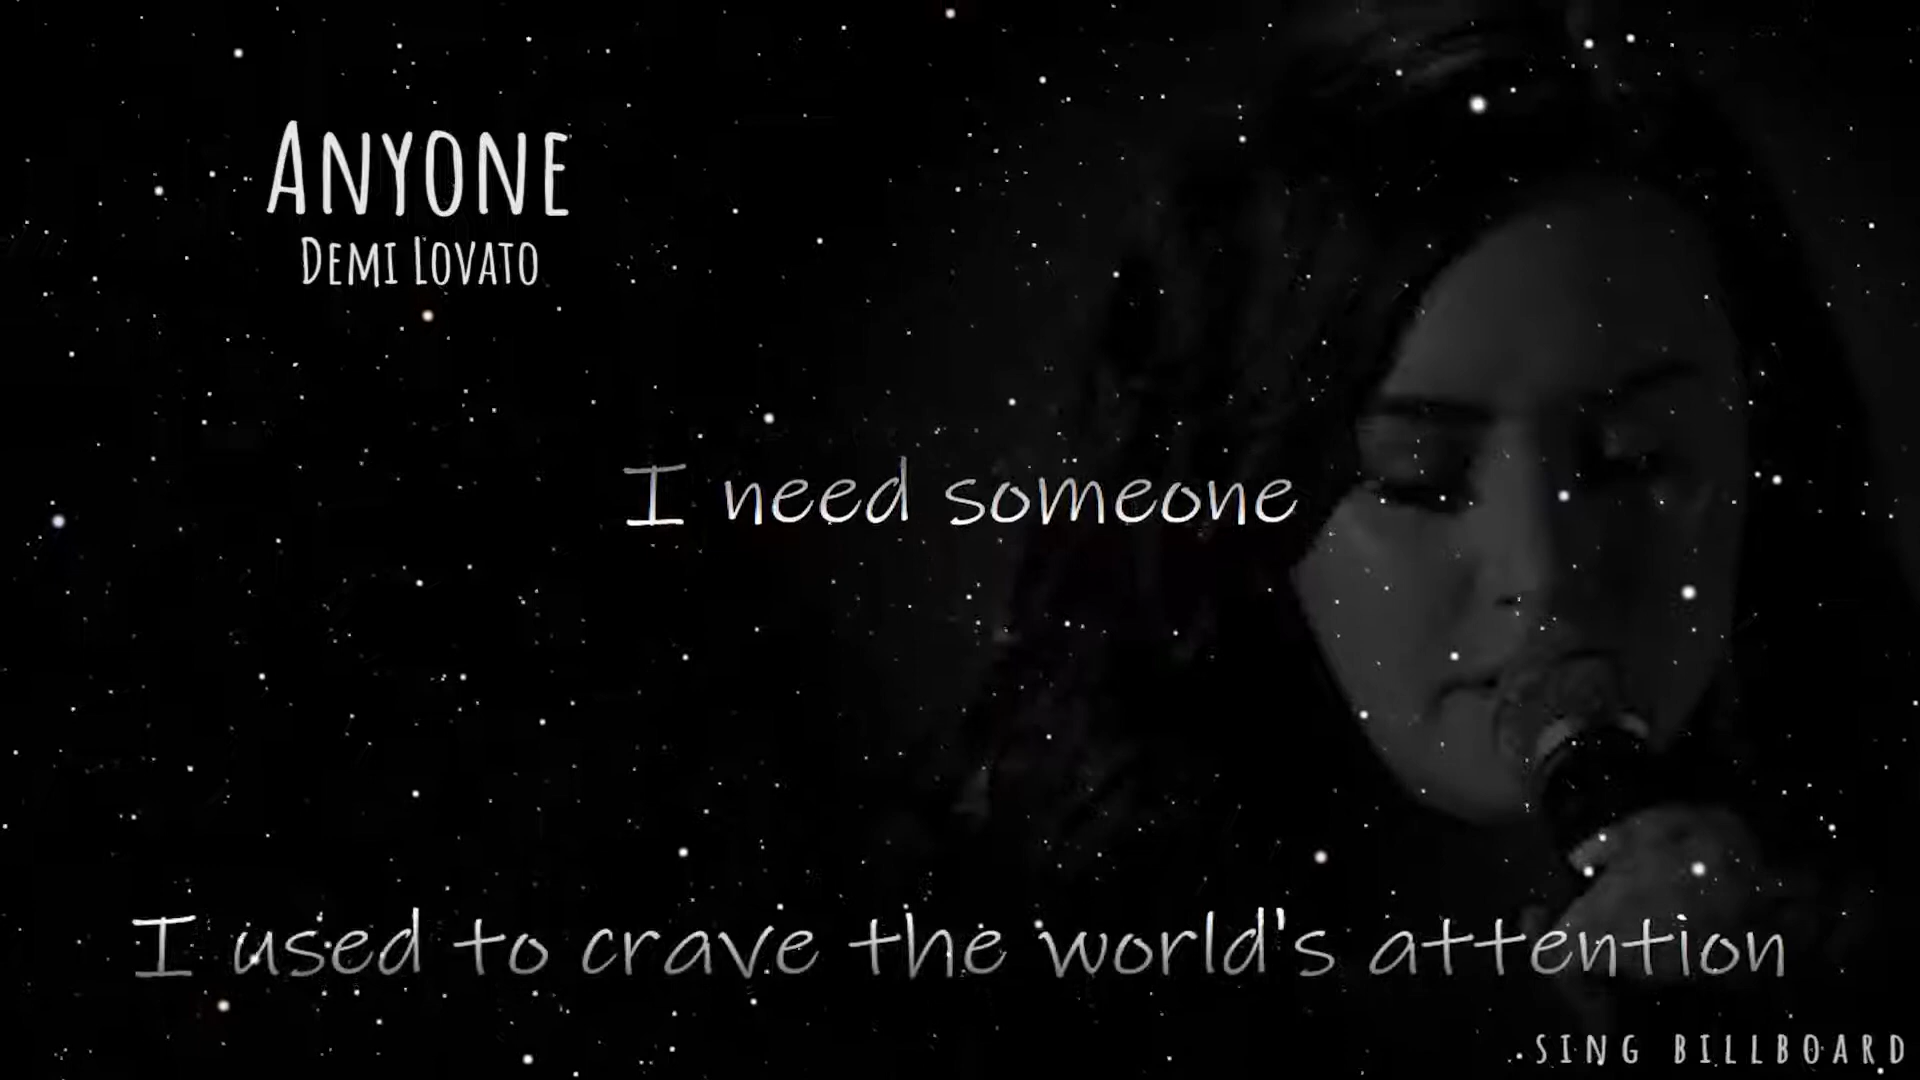 ANYONE
DEMI LOVATO
I need someone
I used to crave the world's attention
SING BILLBOARD